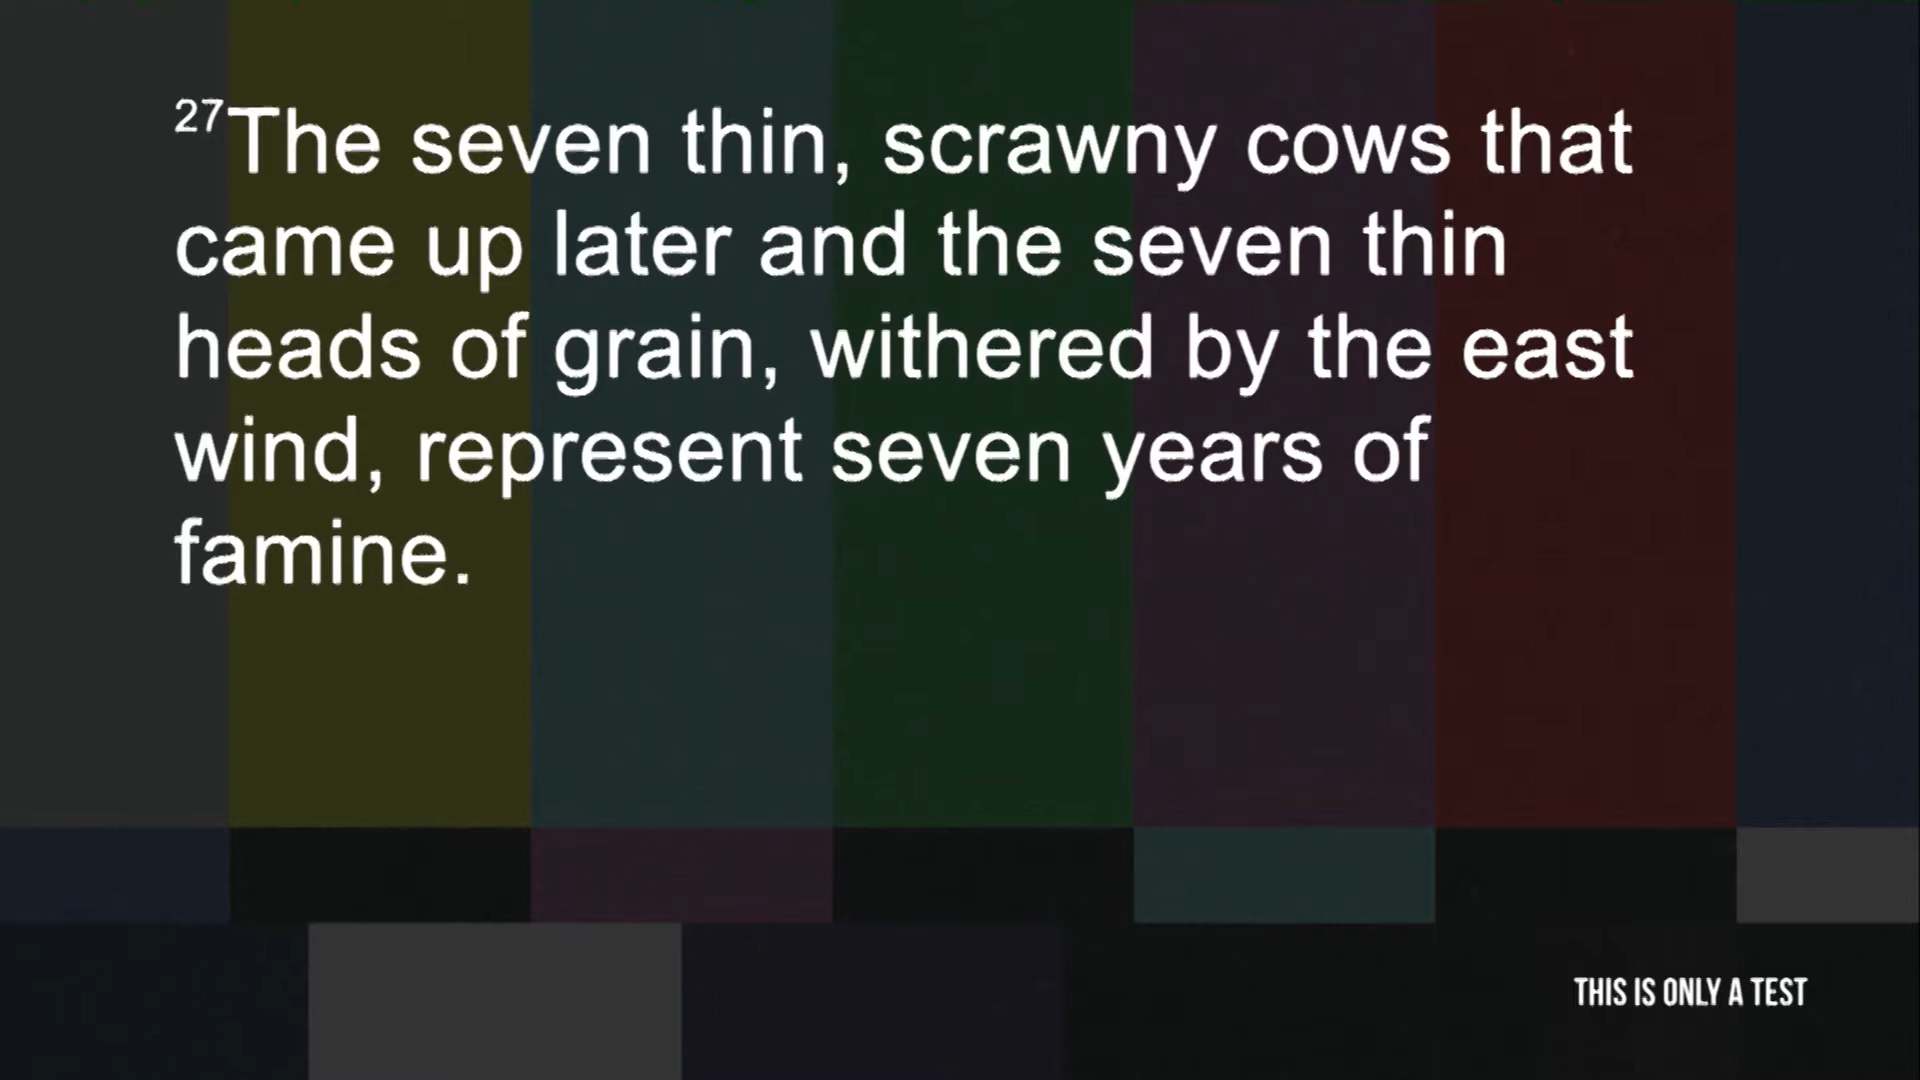 27The seven thin, scrawny cows that
came up later and the seven thin
heads of grain, withered by the east
wind, represent seven years of
famine.
THIS IS ONLY A TEST